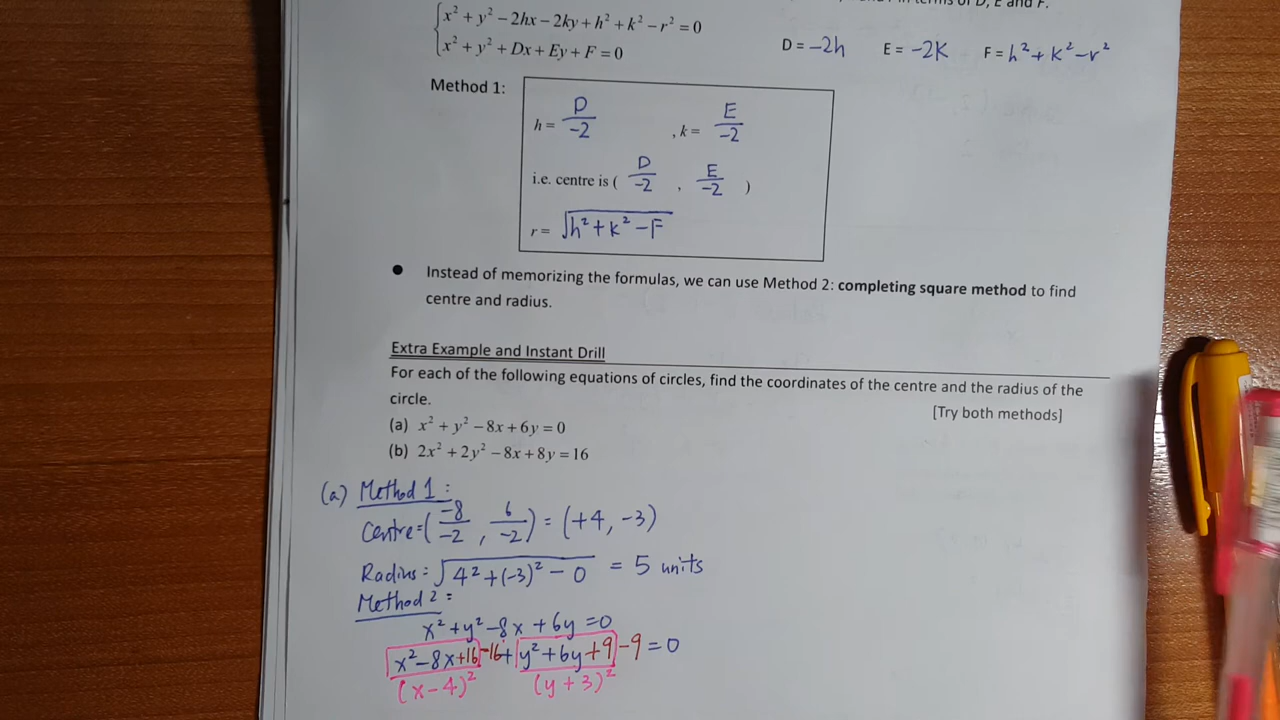 in terms of D, E and F.
x² + y² − 2hx − 2ky + h² + k² − r² = 0
x² + y² + Dx + Ey + F = 0
D = −2h E = −2K F = h² + K² − r²
Method 1:
h = D/−2 , k = E/−2
i.e. centre is ( D/−2 , E/−2 )
r = √(h² + K² − F)
● Instead of memorizing the formulas, we can use Method 2: completing square method to find
centre and radius.
Extra Example and Instant Drill
For each of the following equations of circles, find the coordinates of the centre and the radius of the
circle. [Try both methods]
(a) x² + y² − 8x + 6y = 0
(b) 2x² + 2y² − 8x + 8y = 16
(a) Method 1:
Centre = (−8/−2 , 6/−2) = (+4, −3)
Radius = √(4² + (−3)² − 0) = 5 units
Method 2:
x² + y² − 8x + 6y = 0
x² − 8x + 16 − 16 + y² + 6y + 9 − 9 = 0
(x − 4)² (y + 3)²